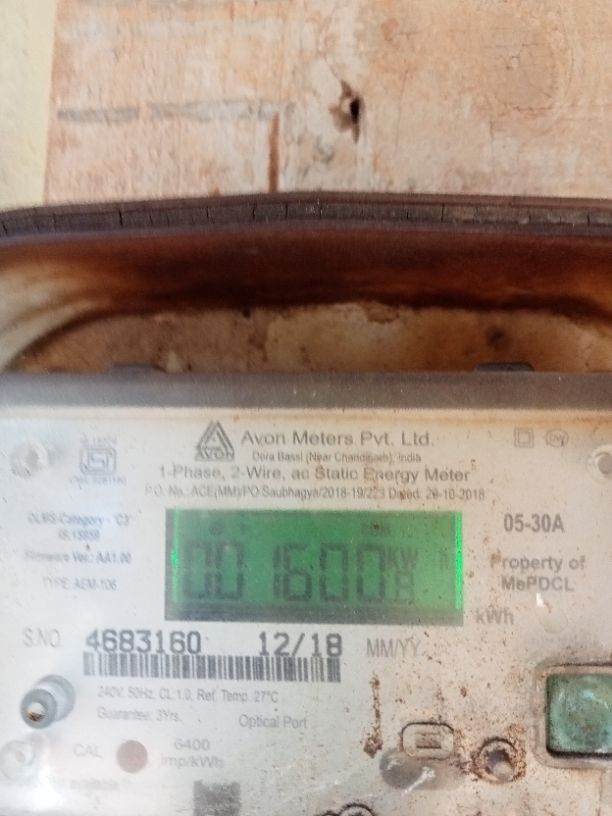 Avon Meters Pvt. Ltd.
AVON
Dera Bassi (Near Chandigarh), India
1-Phase, 2-Wire, ac Static Energy Meter
P.O. No.: ACE(MM)/PO/Saubhagya/2018-19/223 Dated: 26-10-2018
DLMS-Category - 'C3'
IS:15959
Firmware Ver.: AA1.00
TYPE: AEM-106
CUM
001600 KW h
05-30A
Property of
MePDCL
kWh
S.NO. 4683160 12/18 MM/YY
240V, 50Hz, CL:1.0, Ref. Temp. 27°C
Guarantee: 3Yrs.
Optical Port
CAL
6400
imp/kWh